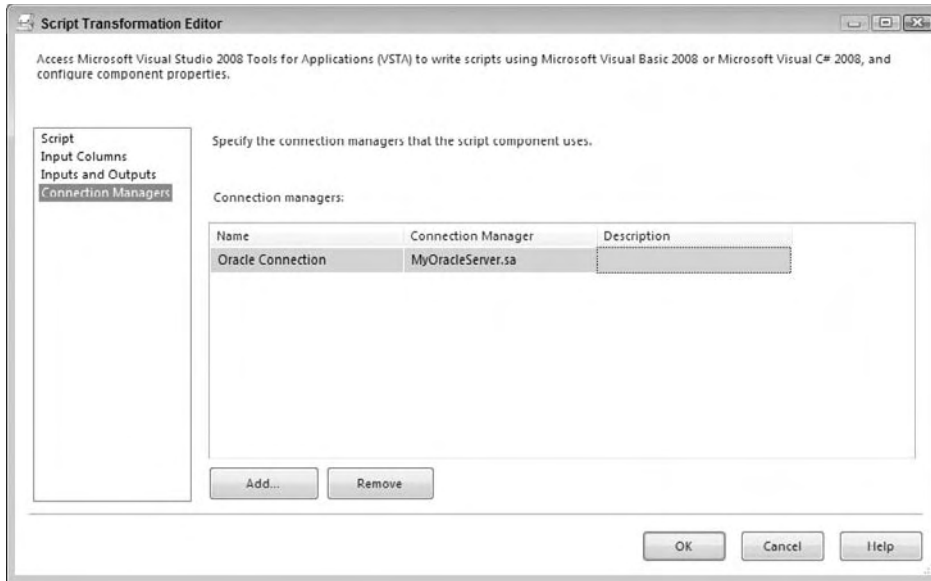 Script Transformation Editor
Access Microsoft Visual Studio 2008 Tools for Applications (VSTA) to write scripts using Microsoft Visual Basic 2008 or Microsoft Visual C# 2008, and
configure component properties.
Script
Input Columns
Inputs and Outputs
Connection Managers
Specify the connection managers that the script component uses.
Connection managers:
Name Connection Manager Description
Oracle Connection MyOracleServer.sa
Add... Remove
OK Cancel Help